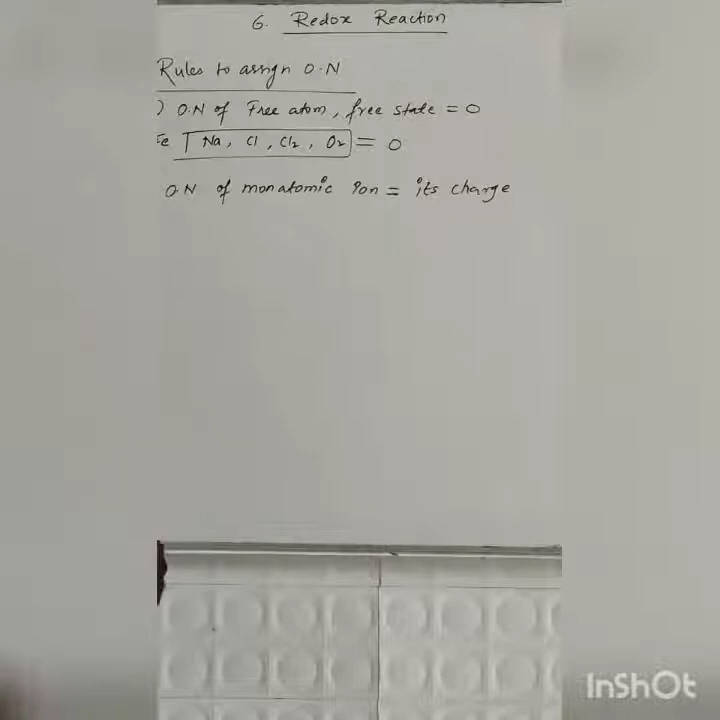 6. Redox Reaction
Rules to assign O.N
) O.N of Free atom, free state = 0
Na, Cl, Cl2, O2 = 0
O.N of monatomic ion = its charge
InShOt